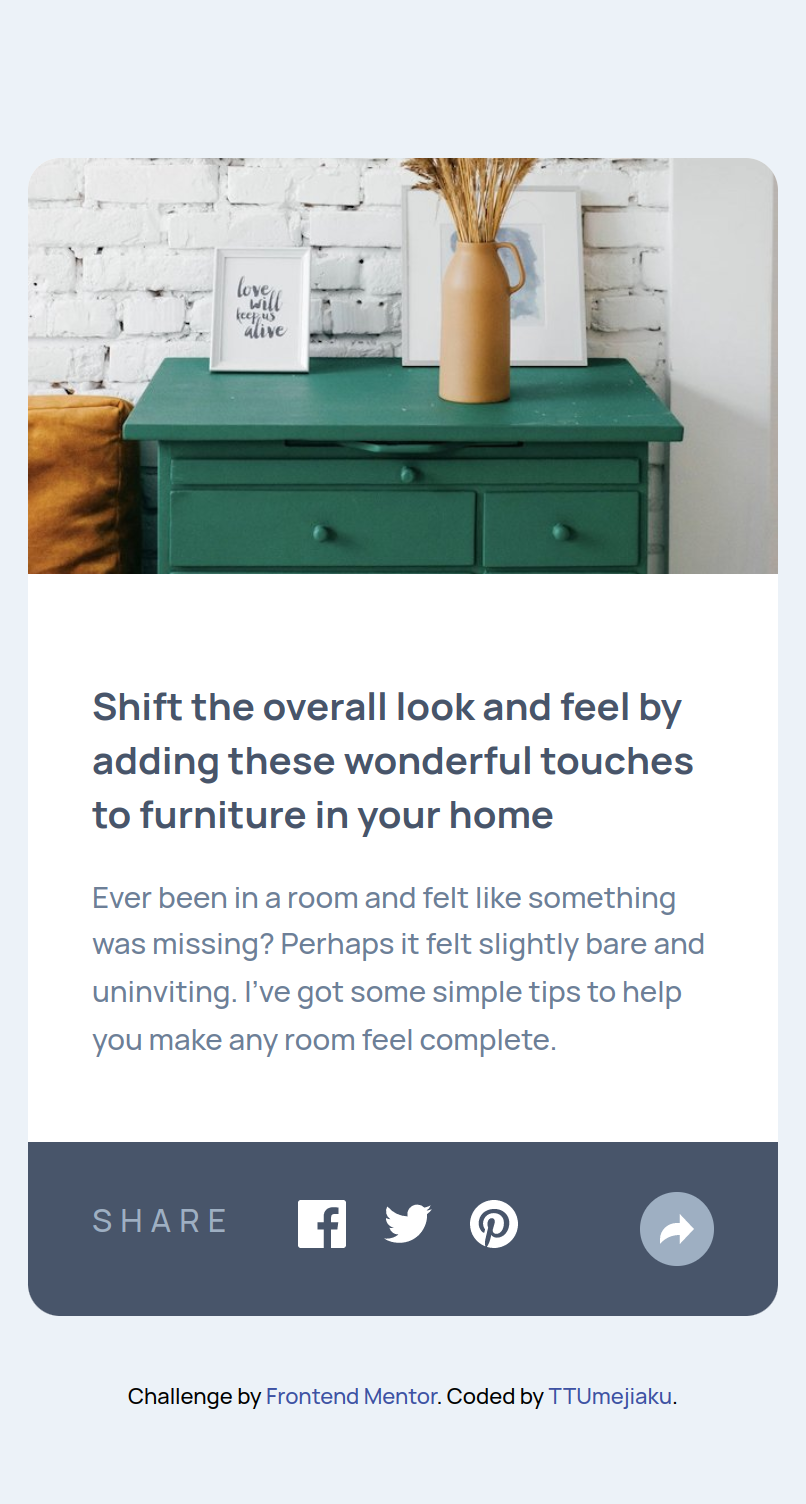 love
will
keep us
alive
Shift the overall look and feel by
adding these wonderful touches
to furniture in your home
Ever been in a room and felt like something
was missing? Perhaps it felt slightly bare and
uninviting. I’ve got some simple tips to help
you make any room feel complete.
SHARE
Challenge by Frontend Mentor. Coded by TTUmejiaku.